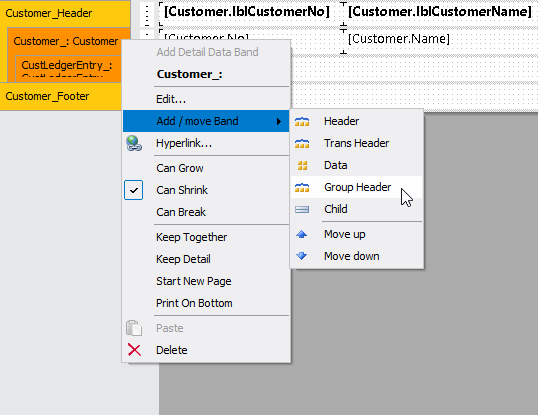 Customer_Header
[Customer.lblCustomerNo]
[Customer.lblCustomerName]
Customer_: Customer
[Customer.No]
[Customer.Name]
CustLedgerEntry_:
CustLedgerEntry
Customer_Footer
Add Detail Data Band
Customer_:
Edit...
Add / move Band
Hyperlink...
Can Grow
Can Shrink
Can Break
Keep Together
Keep Detail
Start New Page
Print On Bottom
Paste
Delete
Header
Trans Header
Data
Group Header
Child
Move up
Move down